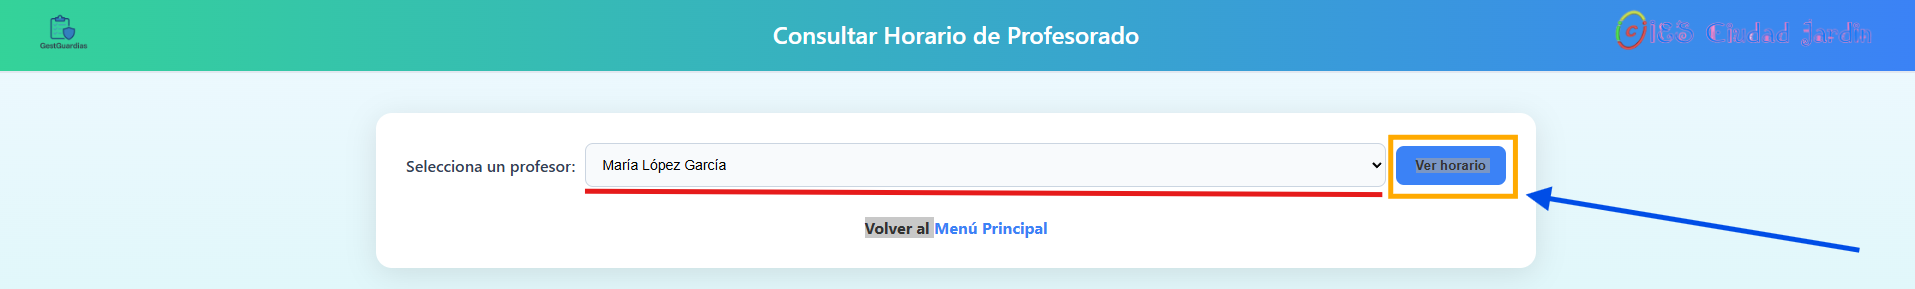 GestGuardias
Consultar Horario de Profesorado
IES Ciudad Jardín
Selecciona un profesor:
María López García
Ver horario
Volver al Menú Principal